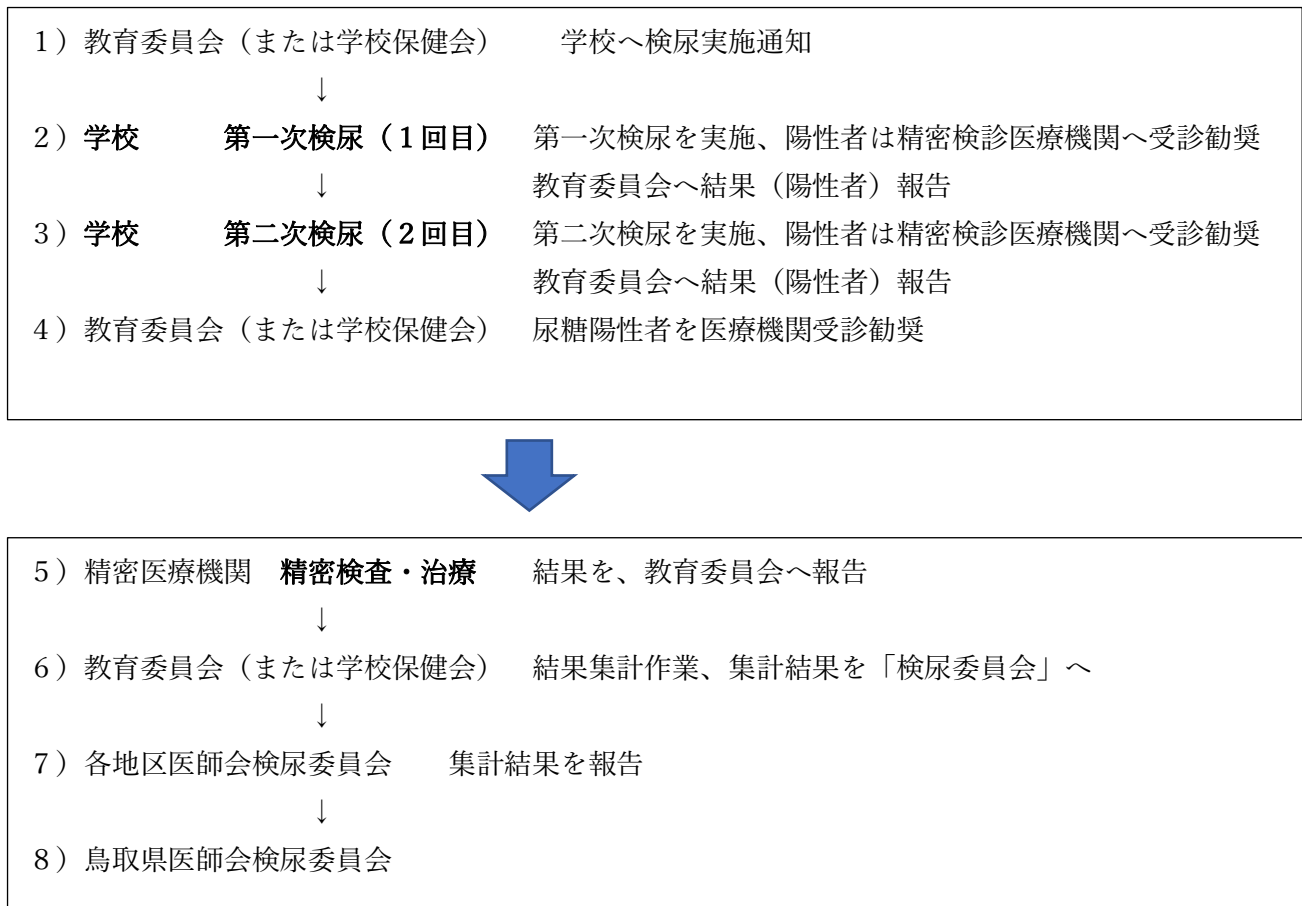 1）教育委員会（または学校保健会）　　学校へ検尿実施通知
↓
2）学校　　第一次検尿（1回目）　第一次検尿を実施、陽性者は精密検診医療機関へ受診勧奨
↓　　教育委員会へ結果（陽性者）報告
3）学校　　第二次検尿（2回目）　第二次検尿を実施、陽性者は精密検診医療機関へ受診勧奨
↓　　教育委員会へ結果（陽性者）報告
4）教育委員会（または学校保健会）　尿糖陽性者を医療機関受診勧奨
5）精密医療機関　精密検査・治療　　結果を、教育委員会へ報告
↓
6）教育委員会（または学校保健会）　結果集計作業、集計結果を「検尿委員会」へ
↓
7）各地区医師会検尿委員会　　集計結果を報告
↓
8）鳥取県医師会検尿委員会